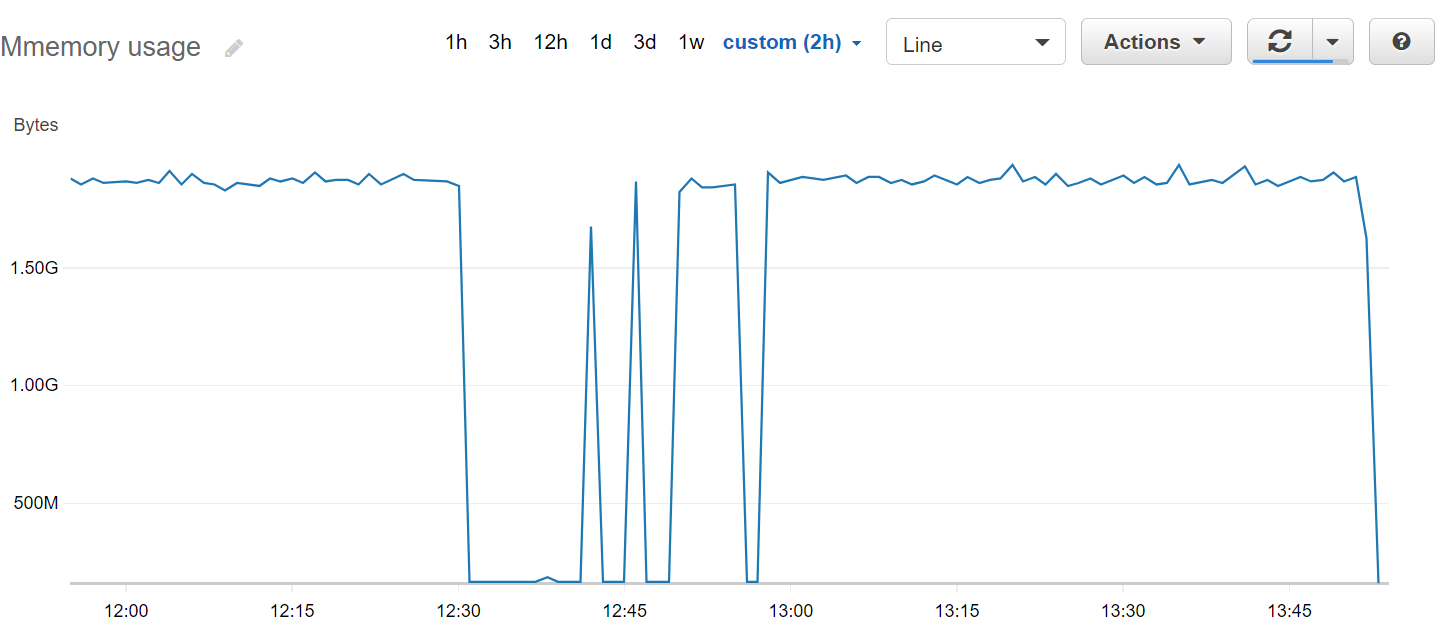 Mmemory usage
1h 3h 12h 1d 3d 1w custom (2h) Line Actions ?
Bytes
1.50G
1.00G
500M
12:00 12:15 12:30 12:45 13:00 13:15 13:30 13:45